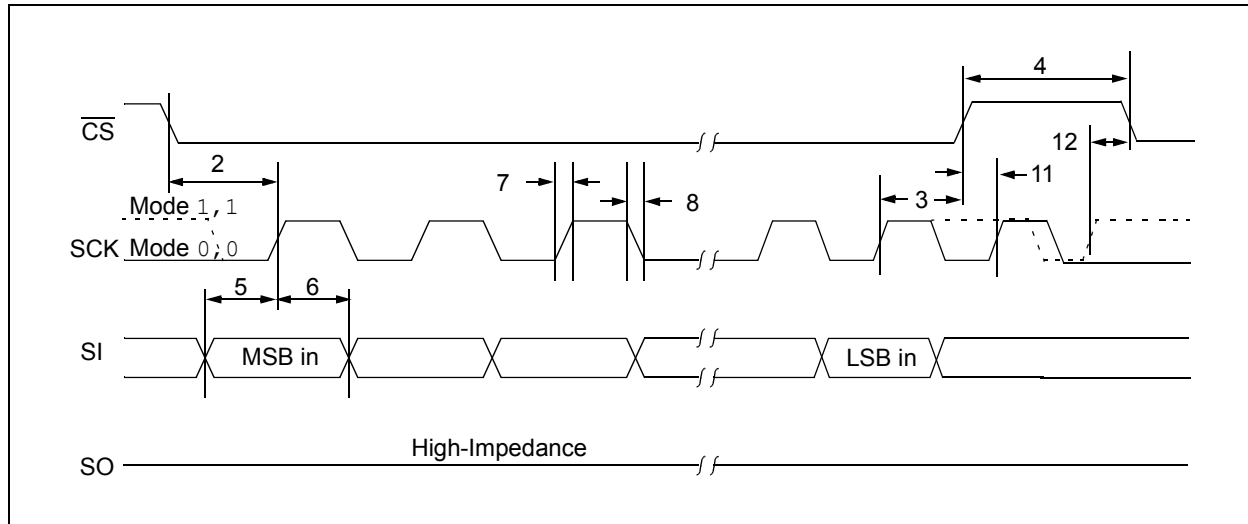 4
CS
12
2
7
11
3
8
Mode 1,1
SCK Mode 0,0
5
6
SI
MSB in
LSB in
High-Impedance
SO